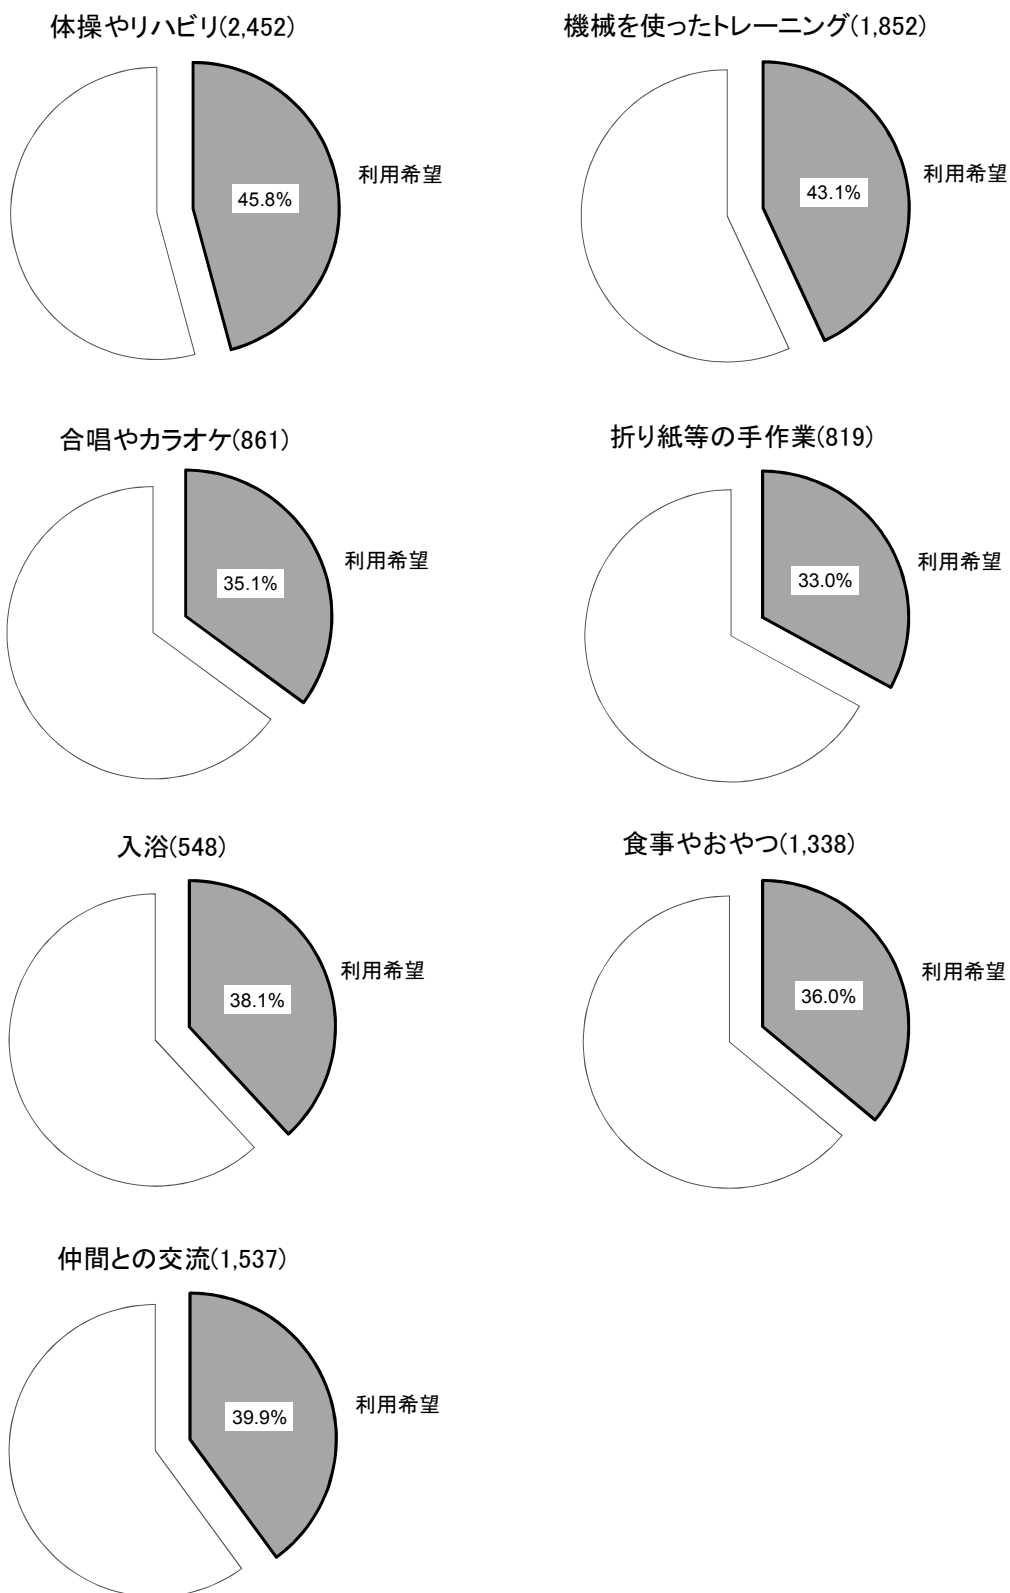 体操やリハビリ(2,452)
45.8%
利用希望
機械を使ったトレーニング(1,852)
43.1%
利用希望
合唱やカラオケ(861)
35.1%
利用希望
折り紙等の手作業(819)
33.0%
利用希望
入浴(548)
38.1%
利用希望
食事やおやつ(1,338)
36.0%
利用希望
仲間との交流(1,537)
39.9%
利用希望